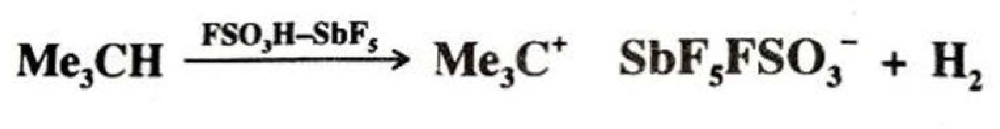 FSO₃H–SbF₅
Me₃CH ⟶ Me₃C⁺ SbF₅FSO₃⁻ + H₂